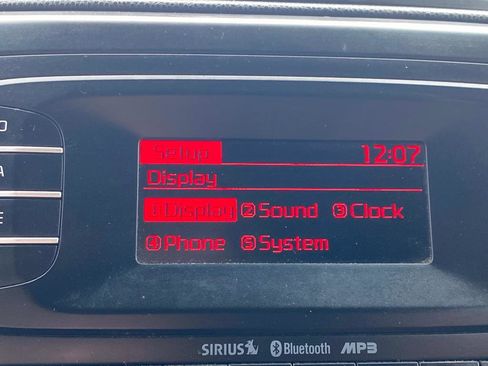 Setup 12:07
Display
1 Display 2 Sound 3 Clock
4 Phone 5 System
SIRIUS Bluetooth MP3